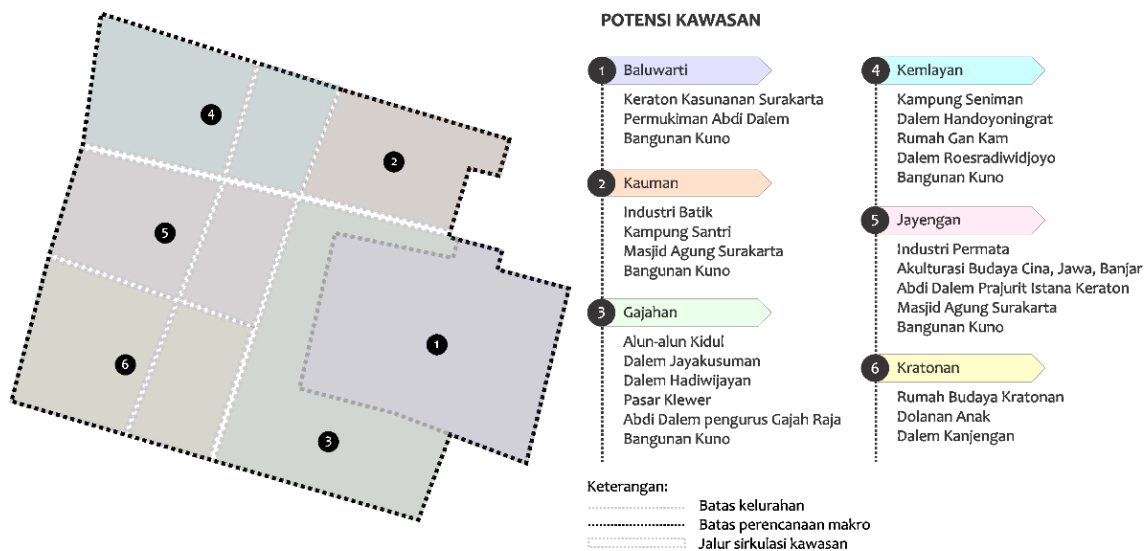 POTENSI KAWASAN
1 Baluwarti
Keraton Kasunanan Surakarta
Permukiman Abdi Dalem
Bangunan Kuno
2 Kauman
Industri Batik
Kampung Santri
Masjid Agung Surakarta
Bangunan Kuno
3 Gajahan
Alun-alun Kidul
Dalem Jayakusuman
Dalem Hadiwijayan
Pasar Klewer
Abdi Dalem pengurus Gajah Raja
Bangunan Kuno
4 Kemlayan
Kampung Seniman
Dalem Handoyoningrat
Rumah Gan Kam
Dalem Roesradiwidjoyo
Bangunan Kuno
5 Jayengan
Industri Permata
Akulturasi Budaya Cina, Jawa, Banjar
Abdi Dalem Prajurit Istana Keraton
Masjid Agung Surakarta
Bangunan Kuno
6 Kratonan
Rumah Budaya Kratonan
Dolanan Anak
Dalem Kanjengan
Keterangan:
Batas kelurahan
Batas perencanaan makro
Jalur sirkulasi kawasan
4
2
5
1
6
3